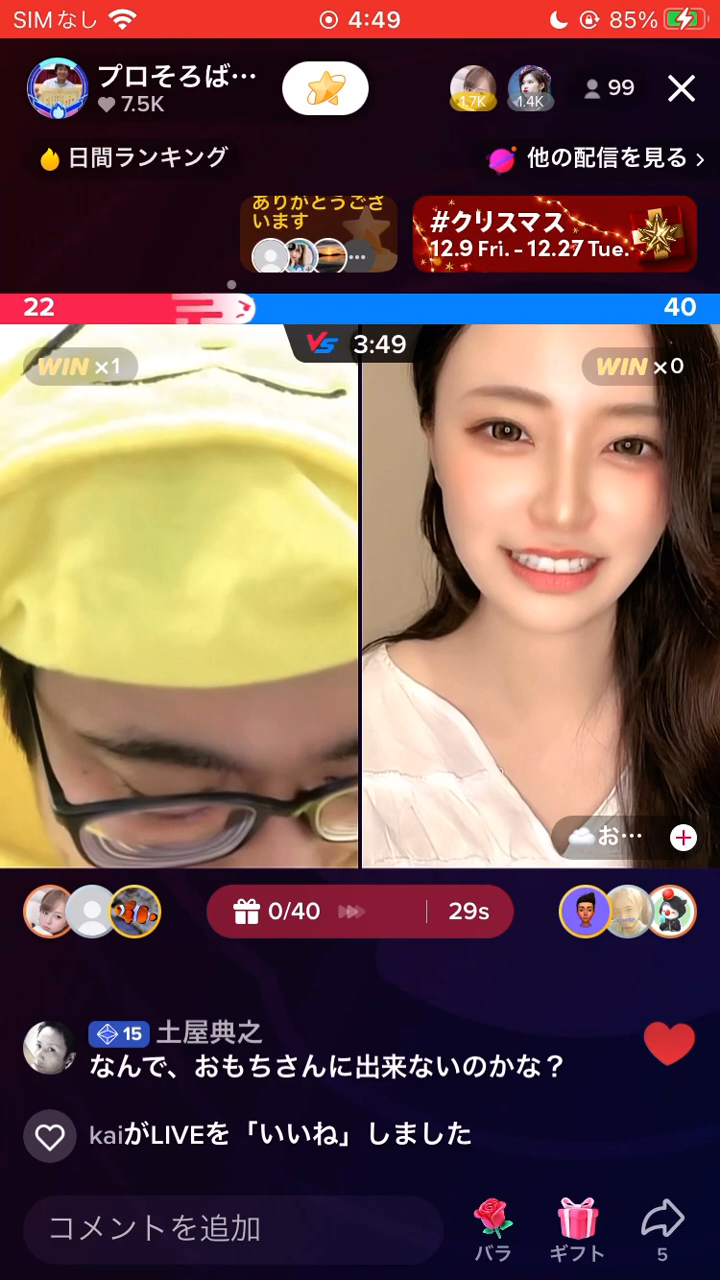 SIMなし
4:49
85%
プロそろば…
7.5K
1.7K
1.4K
99
日間ランキング
他の配信を見る
ありがとうござ
います
#クリスマス
12.9 Fri. - 12.27 Tue.
22
40
WIN ×1
VS 3:49
WIN ×0
お…
0/40
29s
15 土屋典之
なんで、おもちさんに出来ないのかな？
kaiがLIVEを「いいね」しました
コメントを追加
バラ
ギフト
5